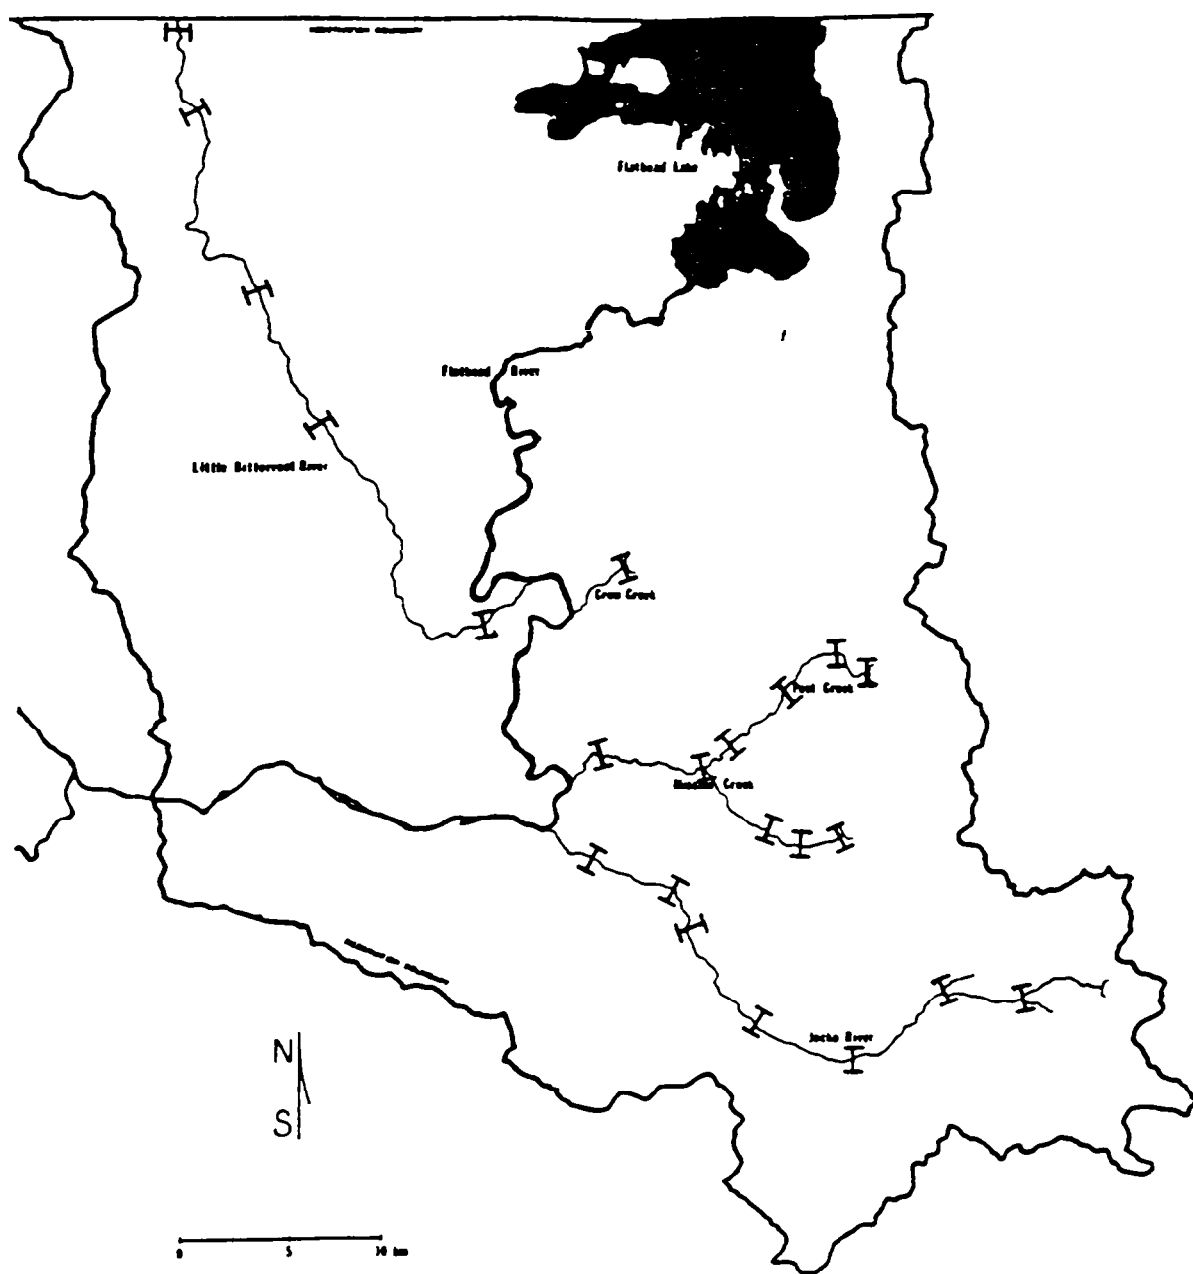 Flathead Lake
Flathead River
Little Bitterroot River
Crow Creek
Post Creek
Mission Creek
Jocko River
N
S
0 5 10 km